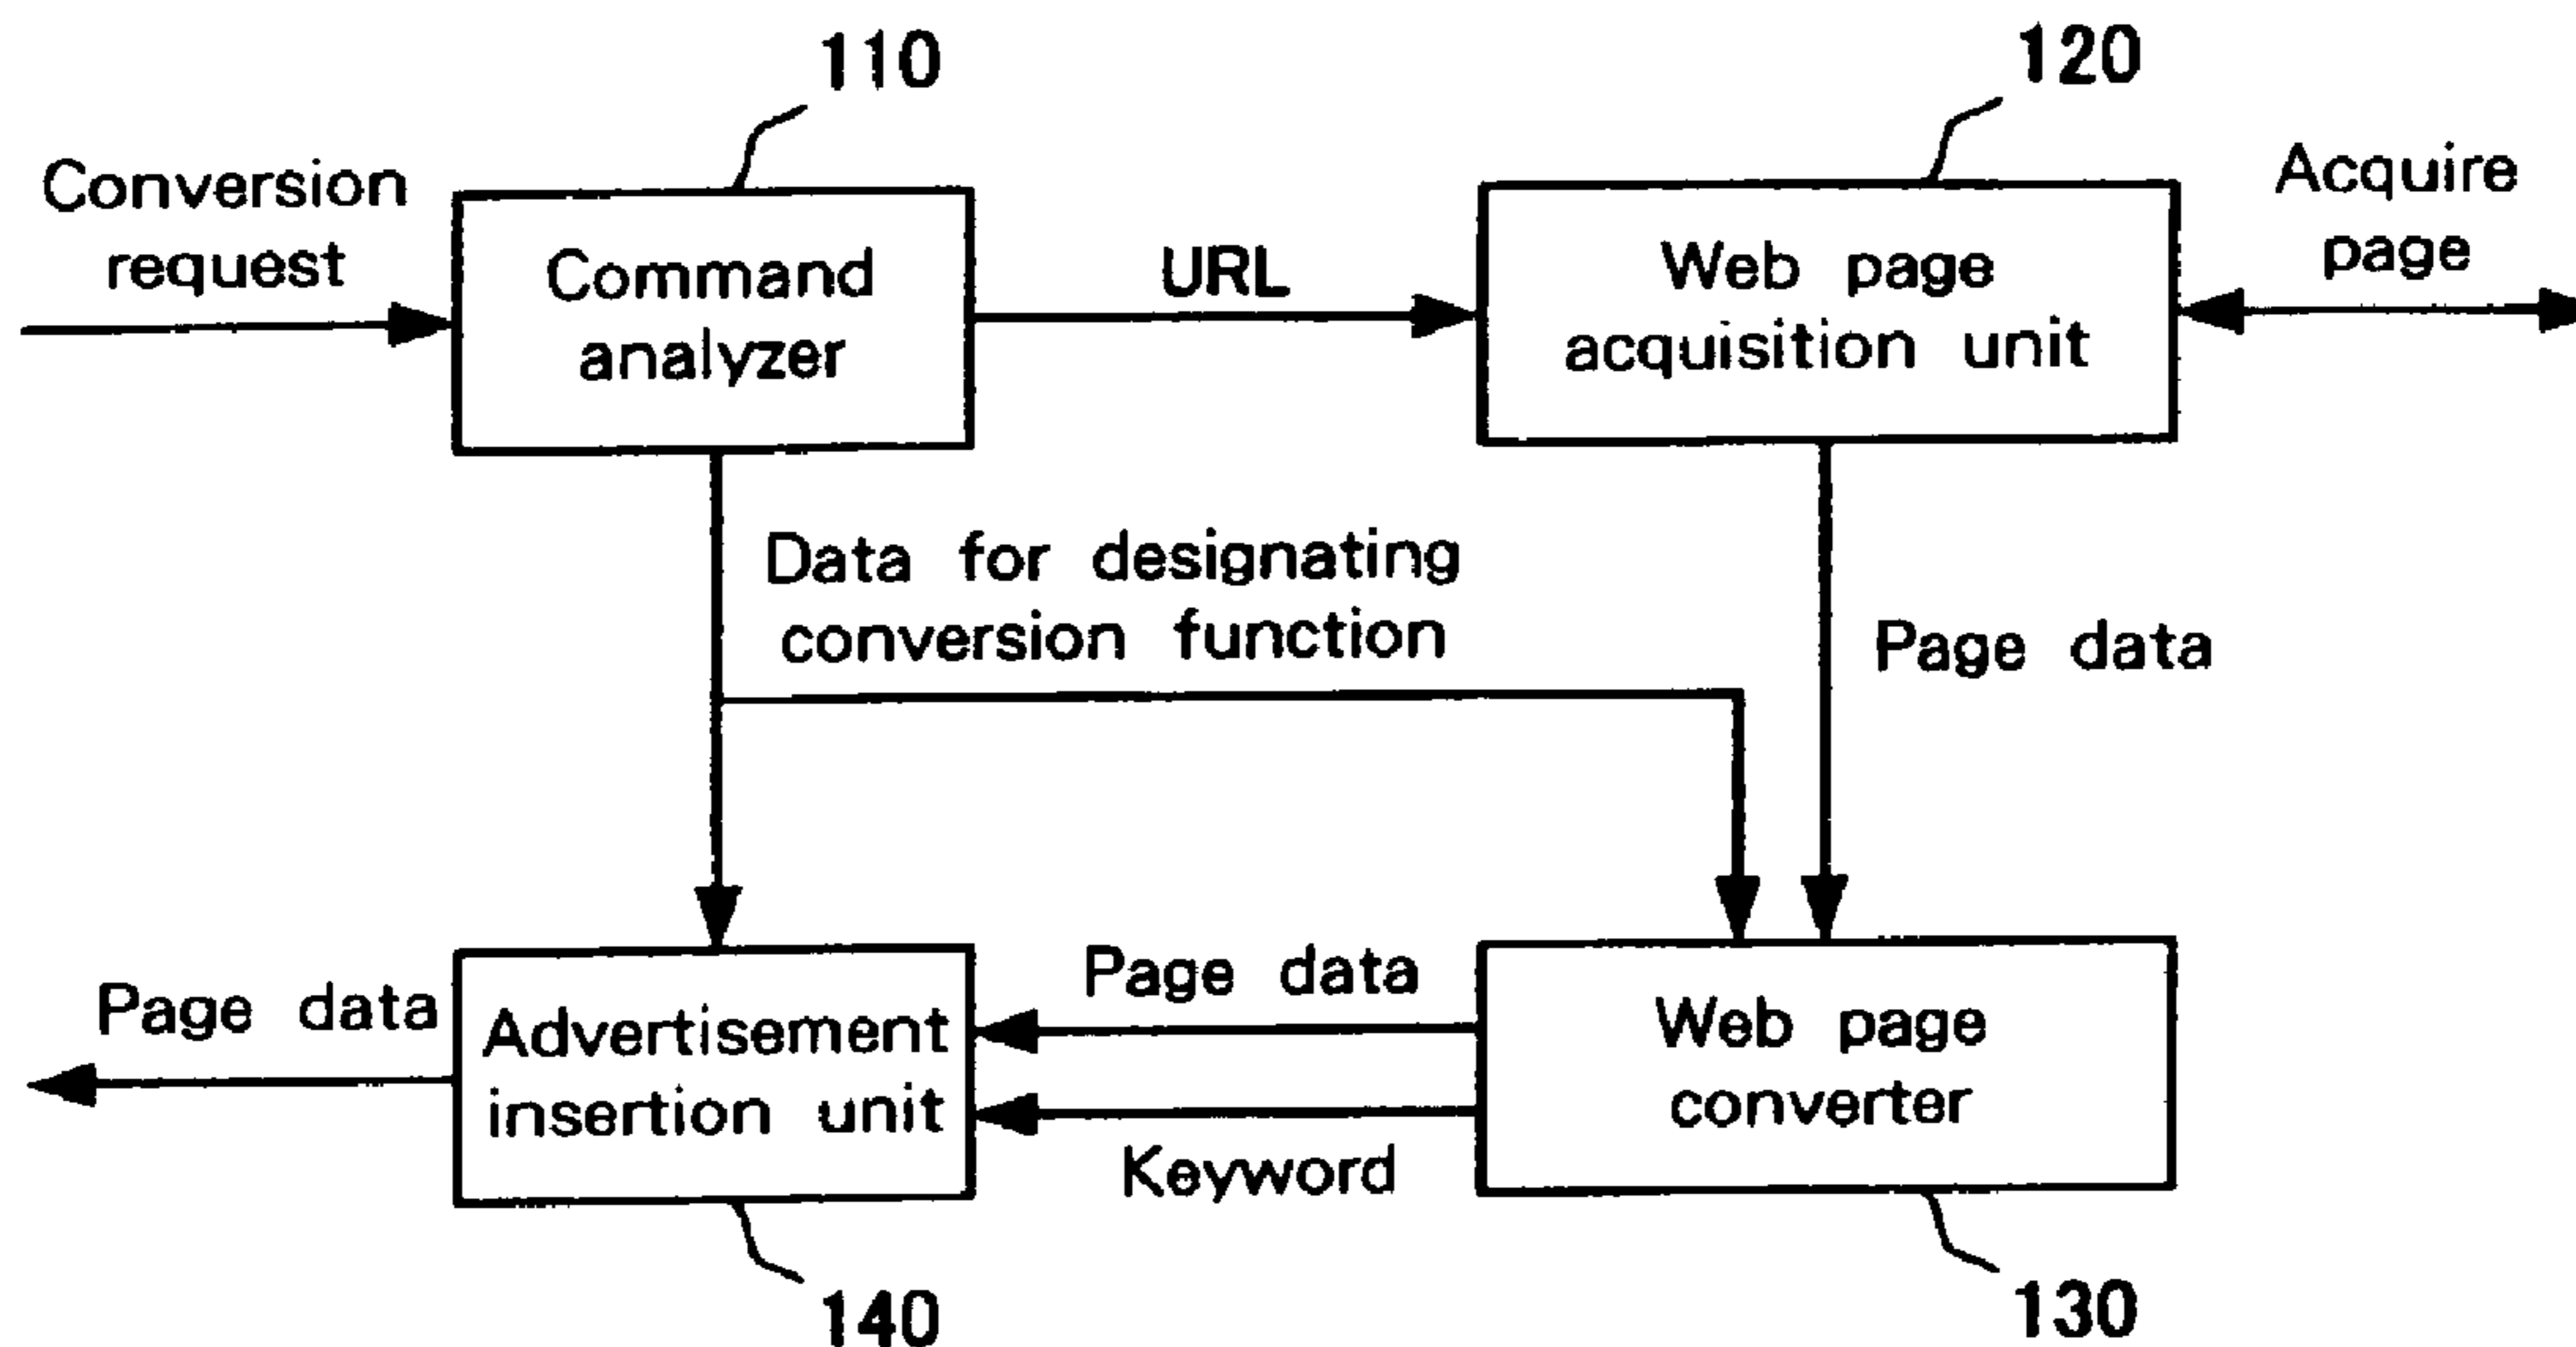 110
120
Conversion
request
Command
analyzer
URL
Web page
acquisition unit
Acquire
page
Data for designating
conversion function
Page data
Page data
Advertisement
insertion unit
Page data
Keyword
Web page
converter
140
130